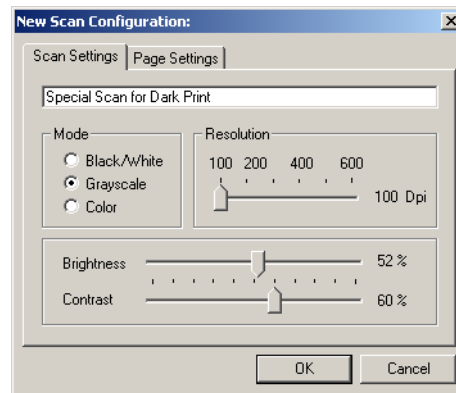 New Scan Configuration:
Scan Settings
Page Settings
Special Scan for Dark Print
Mode
Black/White
Grayscale
Color
Resolution
100 200 400 600
100 Dpi
Brightness 52 %
Contrast 60 %
OK Cancel